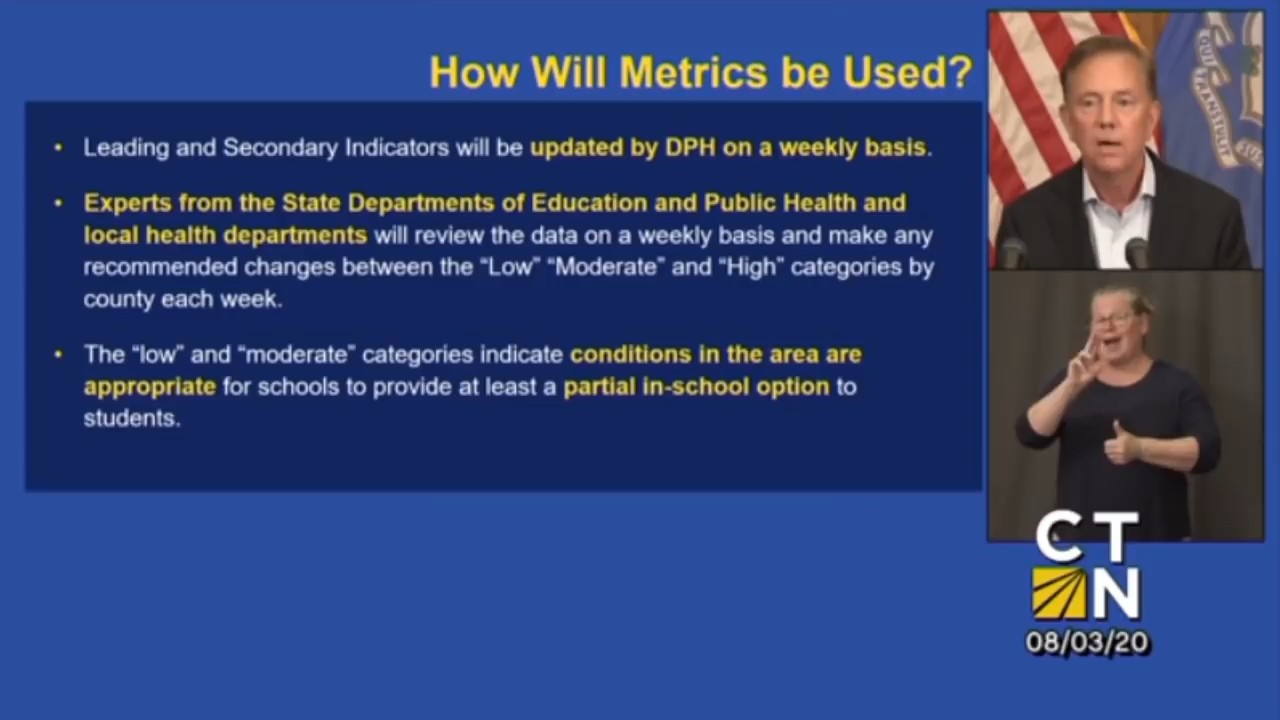 How Will Metrics be Used?
• Leading and Secondary Indicators will be updated by DPH on a weekly basis.
• Experts from the State Departments of Education and Public Health and
local health departments will review the data on a weekly basis and make any
recommended changes between the “Low” “Moderate” and “High” categories by
county each week.
• The “low” and “moderate” categories indicate conditions in the area are
appropriate for schools to provide at least a partial in-school option to
students.
QUI TRANSTULIT SUS
CT
N
08/03/20